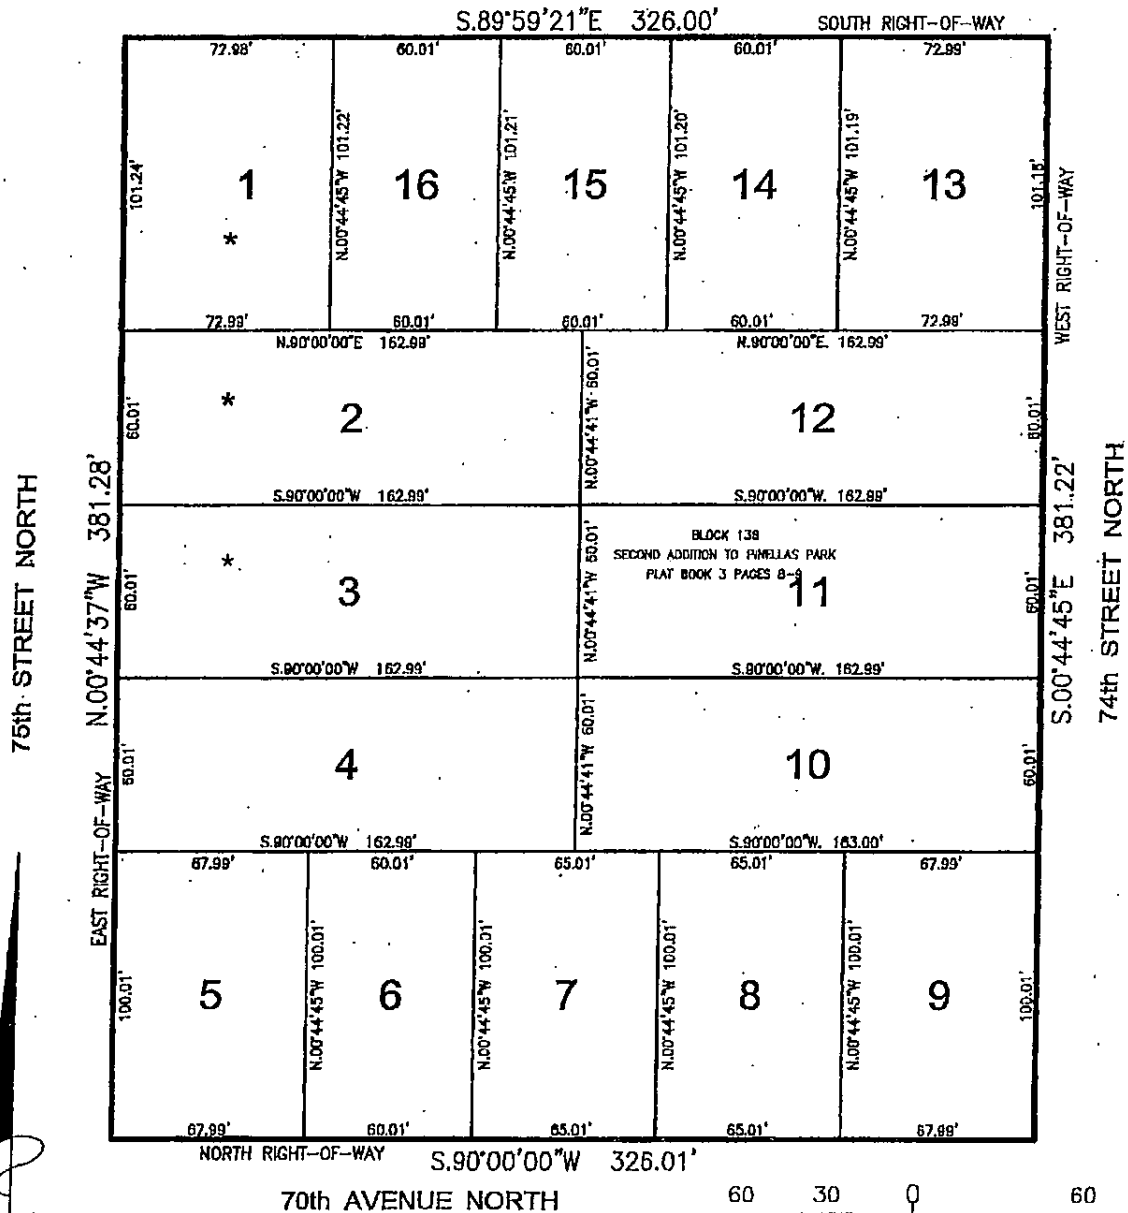 S.89°59'21"E 326.00' SOUTH RIGHT-OF-WAY
72.98' 60.01' 60.01' 60.01' 72.99'
101.24' N.00°44'45"W 101.22' N.00°44'45"W 101.21' N.00°44'45"W 101.20' N.00°44'45"W 101.19' 101.18'
1 16 15 14 13
*
72.99' 60.01' 60.01' 60.01' 72.98'
N.90°00'00"E 162.98' N.90°00'00"E. 162.99'
WEST RIGHT-OF-WAY
60.01' * 2 N.00°44'41"W 60.01' 12 60.01'
S.90°00'00"W 162.99' S.90°00'00"W. 162.99'
75th STREET NORTH
N.00°44'37"W 381.28'
S.00°44'45"E 381.22'
74th STREET NORTH
BLOCK 138
SECOND ADDITION TO PINELLAS PARK
PLAT BOOK 3 PAGES 8-9
60.01' * 3 N.00°44'41"W 60.01' 11 60.01'
S.90°00'00"W 162.99' S.90°00'00"W. 162.99'
60.01' 4 N.00°44'41"W 60.01' 10 60.01'
S.90°00'00"W 162.99' S.90°00'00"W. 163.00'
EAST RIGHT-OF-WAY
67.99' 60.01' 65.01' 65.01' 67.99'
100.01' N.00°44'45"W 100.01' N.00°44'45"W 100.01' N.00°44'45"W 100.01' N.00°44'45"W 100.01' 100.01'
5 6 7 8 9
67.99' 60.01' 65.01' 65.01' 67.99'
NORTH RIGHT-OF-WAY S.90°00'00"W 326.01'
70th AVENUE NORTH 60 30 0 60